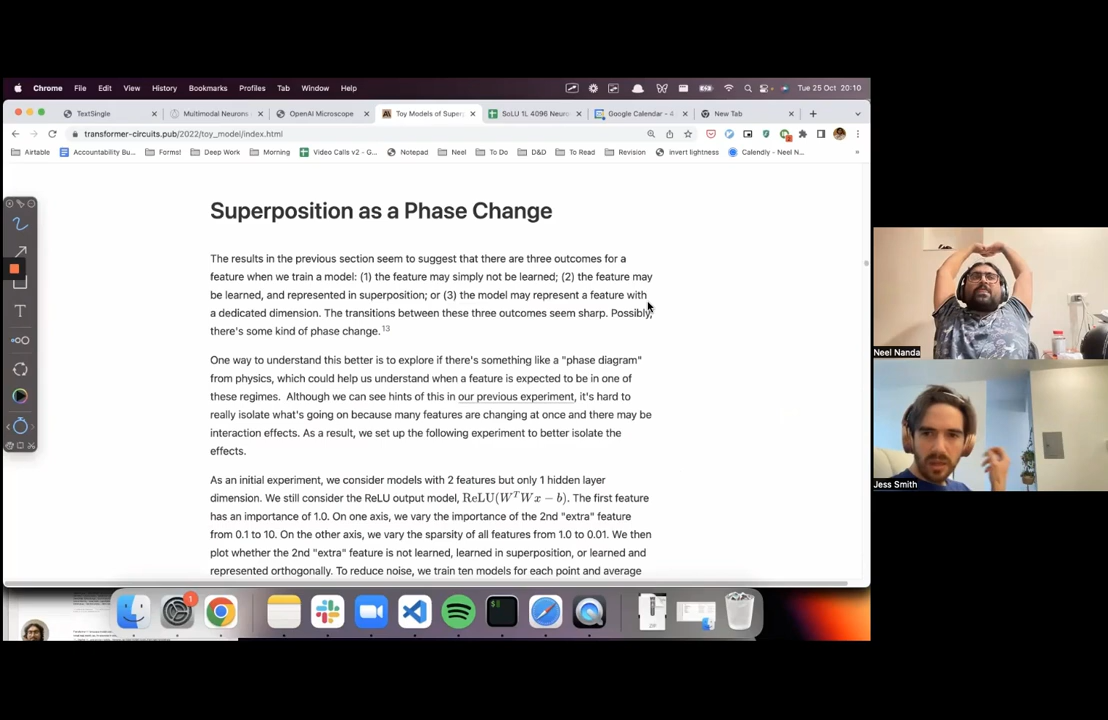 Chrome File Edit View History Bookmarks Profiles Tab Window Help Tue 25 Oct 20:10
TextSingle Multimodal Neurons OpenAI Microscope Toy Models of Super SoLU TL 4096 Neuro Google Calendar - 4 New Tab
transformer-circuits.pub/2022/toy_model/index.html
Airtable Accountability Bu... Forms! Deep Work Morning Video Calls v2 - G... Notepad Neel To Do D&D To Read Revision invert lightness Calendly - Neel N... »
Superposition as a Phase Change
The results in the previous section seem to suggest that there are three outcomes for a
feature when we train a model: (1) the feature may simply not be learned; (2) the feature may
be learned, and represented in superposition; or (3) the model may represent a feature with
a dedicated dimension. The transitions between these three outcomes seem sharp. Possibly,
there's some kind of phase change. 13
One way to understand this better is to explore if there's something like a "phase diagram"
from physics, which could help us understand when a feature is expected to be in one of
these regimes. Although we can see hints of this in our previous experiment, it's hard to
really isolate what's going on because many features are changing at once and there may be
interaction effects. As a result, we set up the following experiment to better isolate the
effects.
As an initial experiment, we consider models with 2 features but only 1 hidden layer
dimension. We still consider the ReLU output model, ReLU(W^T Wx − b). The first feature
has an importance of 1.0. On one axis, we vary the importance of the 2nd "extra" feature
from 0.1 to 10. On the other axis, we vary the sparsity of all features from 1.0 to 0.01. We then
plot whether the 2nd "extra" feature is not learned, learned in superposition, or learned and
represented orthogonally. To reduce noise, we train ten models for each point and average
T
1
Neel Nanda
Jess Smith